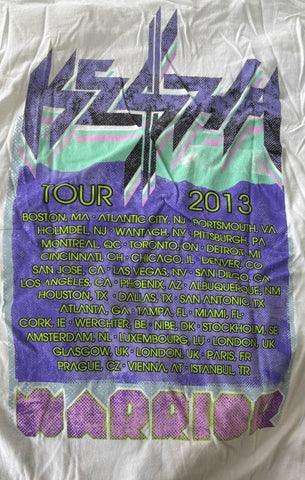 KE$HA
TOUR 2013
BOSTON, MA • ATLANTIC CITY, NJ • PORTSMOUTH, VA
HOLMDEL, NJ • WANTAGH, NY • PITTSBURGH, PA
MONTREAL, QC • TORONTO, ON • DETROIT, MI
CINCINNATI, OH • CHICAGO, IL • DENVER, CO
SAN JOSE, CA • LAS VEGAS, NV • SAN DIEGO, CA
LOS ANGELES, CA • PHOENIX, AZ • ALBUQUERQUE, NM
HOUSTON, TX • DALLAS, TX • SAN ANTONIO, TX
ATLANTA, GA • TAMPA, FL • MIAMI, FL
CORK, IE • WERCHTER, BE • NIBE, DK • STOCKHOLM, SE
AMSTERDAM, NL • LUXEMBOURG, LU • LONDON, UK
GLASGOW, UK • LONDON, UK • PARIS, FR
PRAGUE, CZ • VIENNA, AT • ISTANBUL, TR
WARRIOR